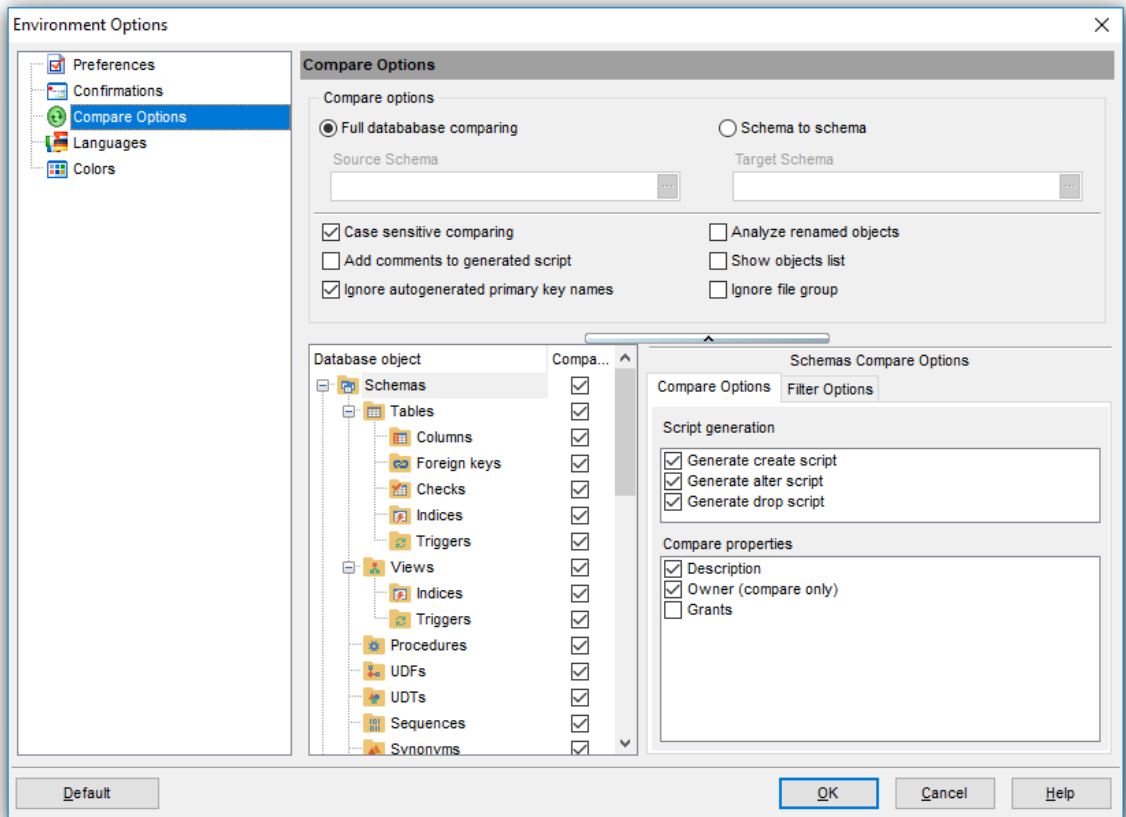 Environment Options
Preferences
Confirmations
Compare Options
Languages
Colors
Compare Options
Compare options
Full datababase comparing
Schema to schema
Source Schema
Target Schema
...
...
Case sensitive comparing
Analyze renamed objects
Add comments to generated script
Show objects list
Ignore autogenerated primary key names
Ignore file group
Database object
Compa...
Schemas
Tables
Columns
Foreign keys
Checks
Indices
Triggers
Views
Indices
Triggers
Procedures
UDFs
UDTs
Sequences
Synonyms
Schemas Compare Options
Compare Options
Filter Options
Script generation
Generate create script
Generate alter script
Generate drop script
Compare properties
Description
Owner (compare only)
Grants
Default
OK
Cancel
Help